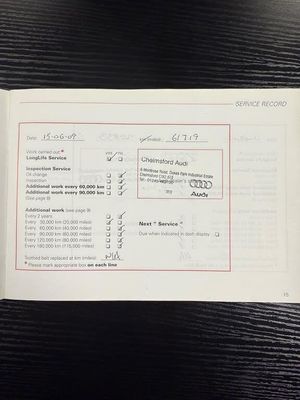 SERVICE RECORD
Date: 15-06-09 km (miles): 61719
Work carried out:* yes no
LongLife Service
Inspection Service
Oil change
Inspection
Additional work every 60,000 km
Additional work every 90,000 km
(See page 9)
Chelmsford Audi
Chelmsford
Audi
Additional work (see page 9)
Every 2 years
Every 30,000 km (20,000 miles)
Every 60,000 km (40,000 miles)
Every 90,000 km (60,000 miles)
Every 120,000 km (80,000 miles)
Every 180,000 km (115,000 miles)
Next "Service"
Due when indicated in dash display
Toothed belt replaced at km (miles): N/A
* Please mark appropriate box on each line
15